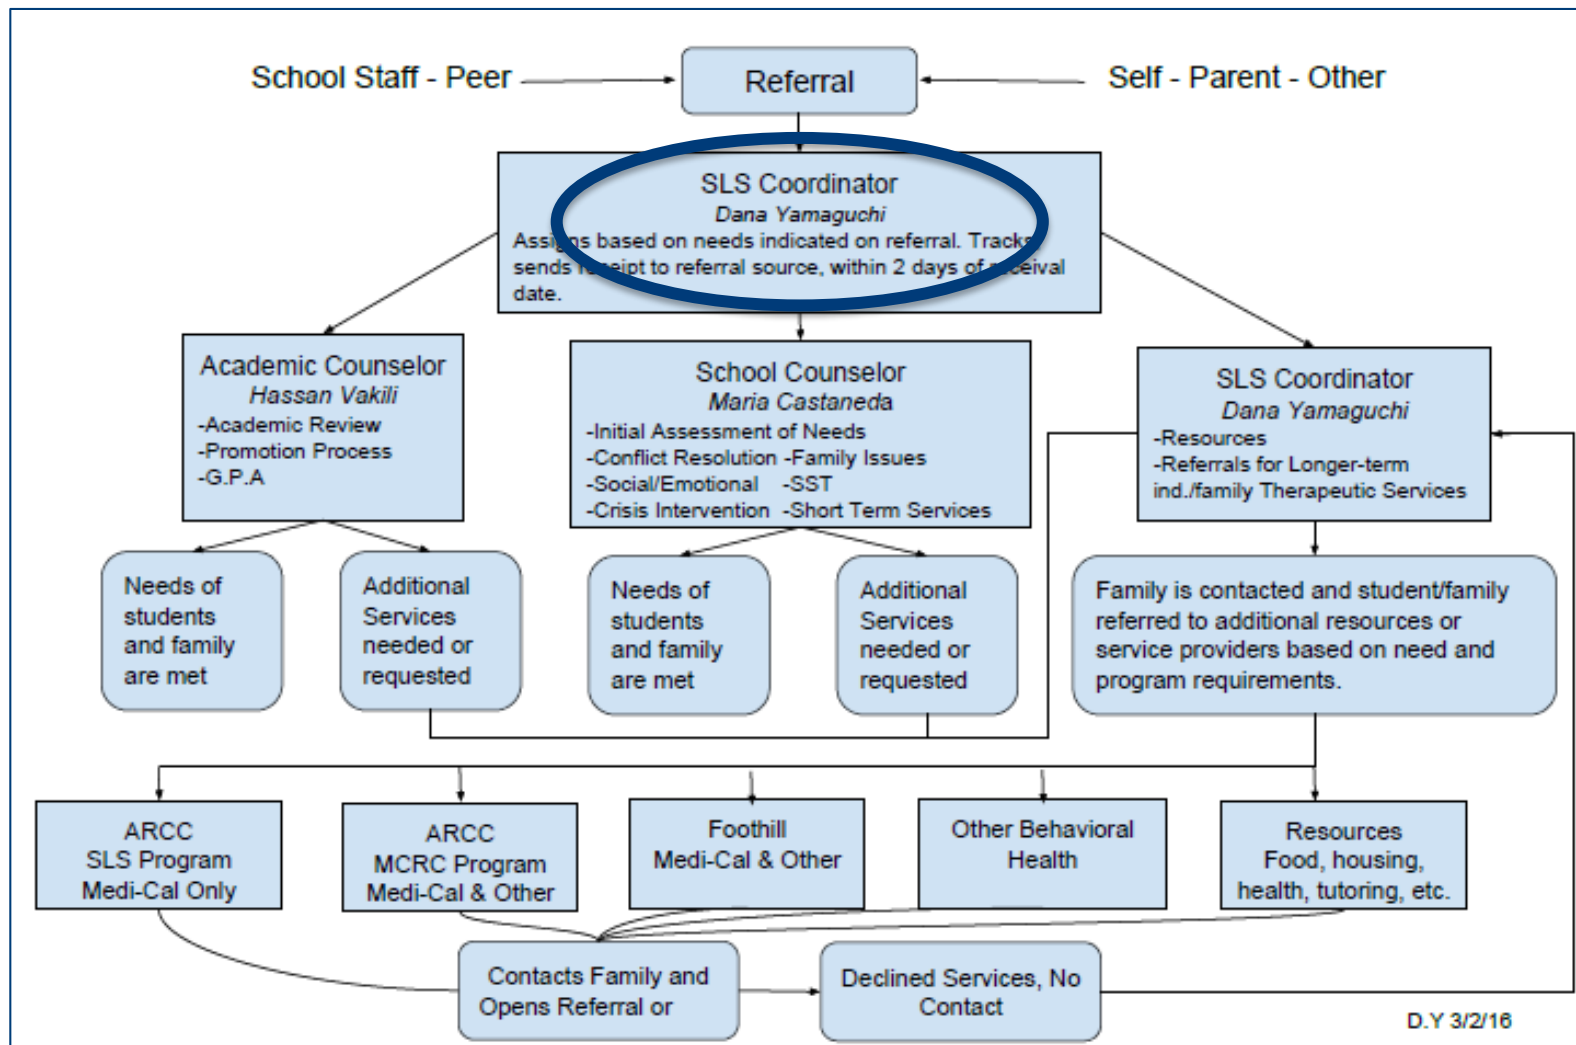 School Staff - Peer
Referral
Self - Parent - Other
SLS Coordinator
Dana Yamaguchi
Assigns based on needs indicated on referral. Tracks,
sends receipt to referral source, within 2 days of receival
date.
Academic Counselor
Hassan Vakili
-Academic Review
-Promotion Process
-G.P.A
School Counselor
Maria Castaneda
-Initial Assessment of Needs
-Conflict Resolution -Family Issues
-Social/Emotional -SST
-Crisis Intervention -Short Term Services
SLS Coordinator
Dana Yamaguchi
-Resources
-Referrals for Longer-term
ind./family Therapeutic Services
Needs of
students
and family
are met
Additional
Services
needed or
requested
Needs of
students
and family
are met
Additional
Services
needed or
requested
Family is contacted and student/family
referred to additional resources or
service providers based on need and
program requirements.
ARCC
SLS Program
Medi-Cal Only
ARCC
MCRC Program
Medi-Cal & Other
Foothill
Medi-Cal & Other
Other Behavioral
Health
Resources
Food, housing,
health, tutoring, etc.
Contacts Family and
Opens Referral or
Declined Services, No
Contact
D.Y 3/2/16